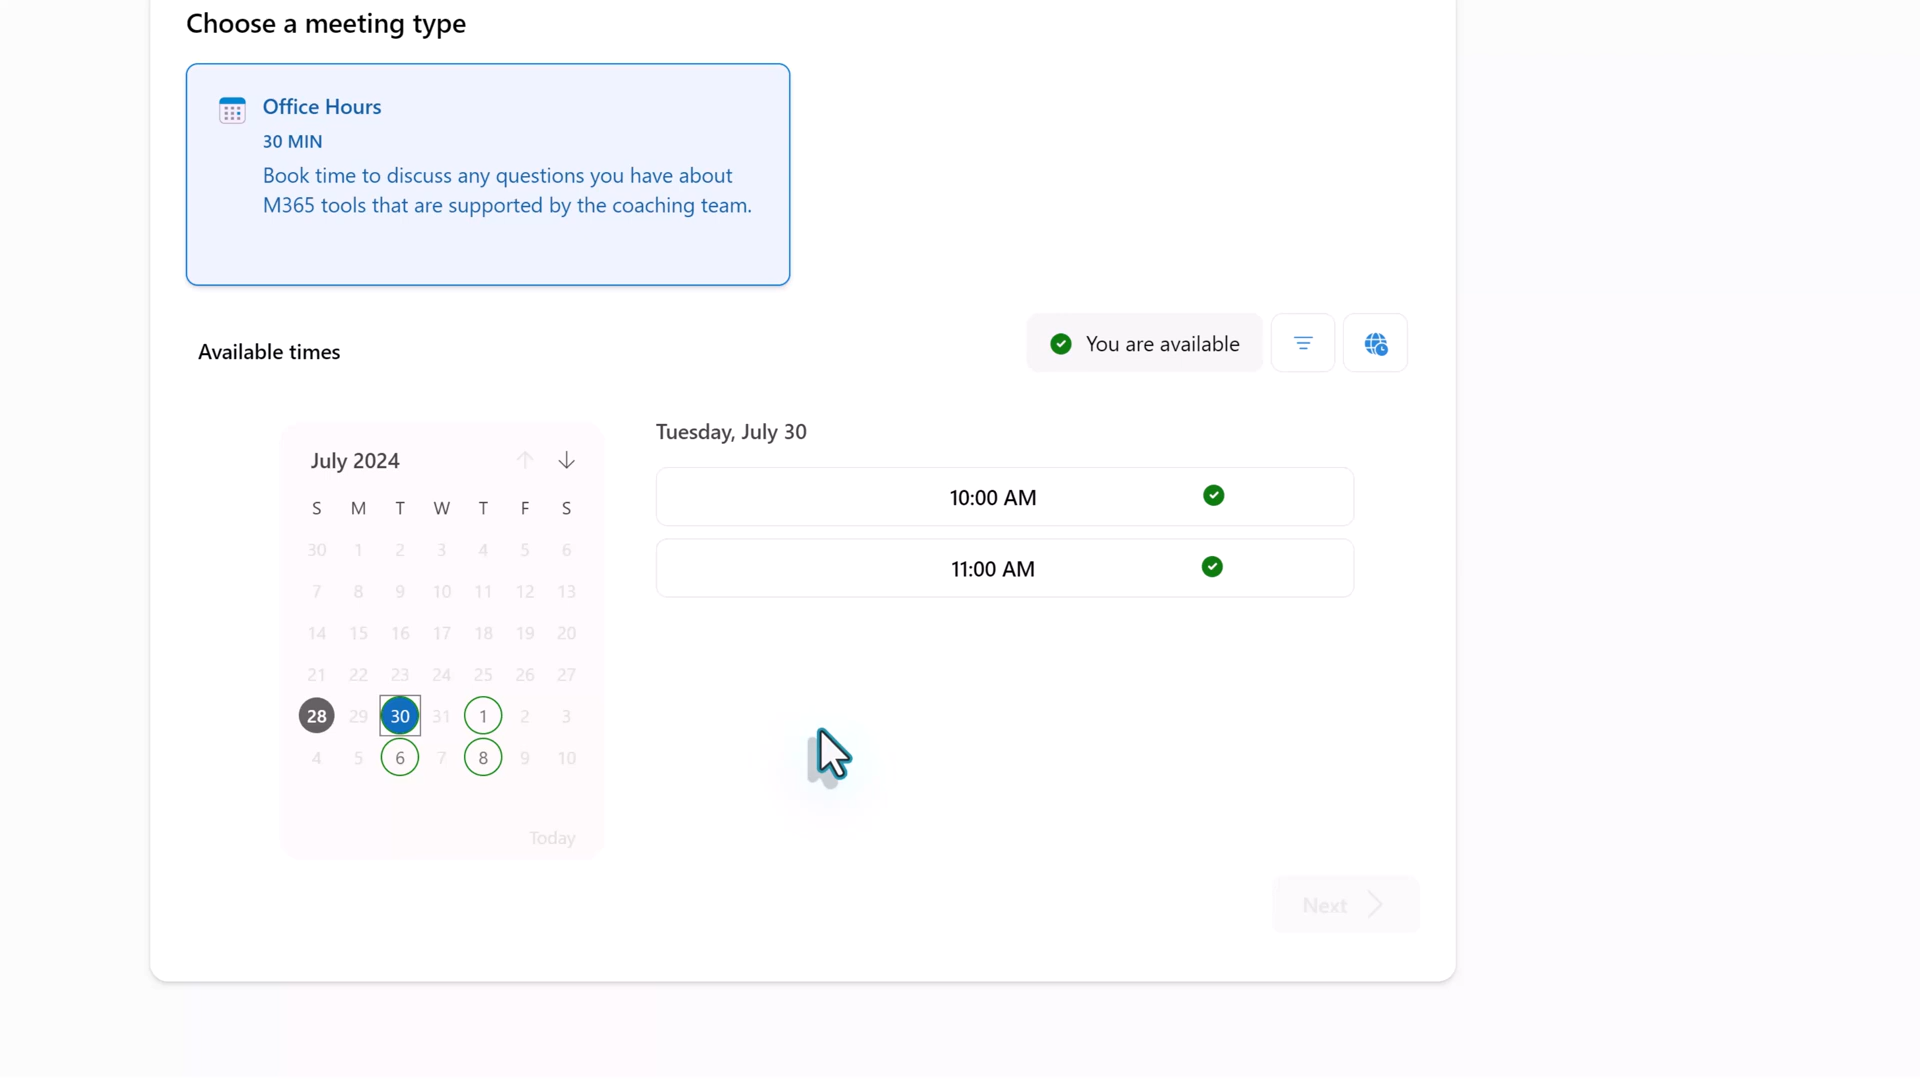 Choose a meeting type
Office Hours
30 MIN
Book time to discuss any questions you have about
M365 tools that are supported by the coaching team.
Available times
You are available
July 2024
S M T W T F S
30 1 2 3 4 5 6
7 8 9 10 11 12 13
14 15 16 17 18 19 20
21 22 23 24 25 26 27
28 29 30 31 1 2 3
4 5 6 7 8 9 10
Today
Tuesday, July 30
10:00 AM
11:00 AM
Next